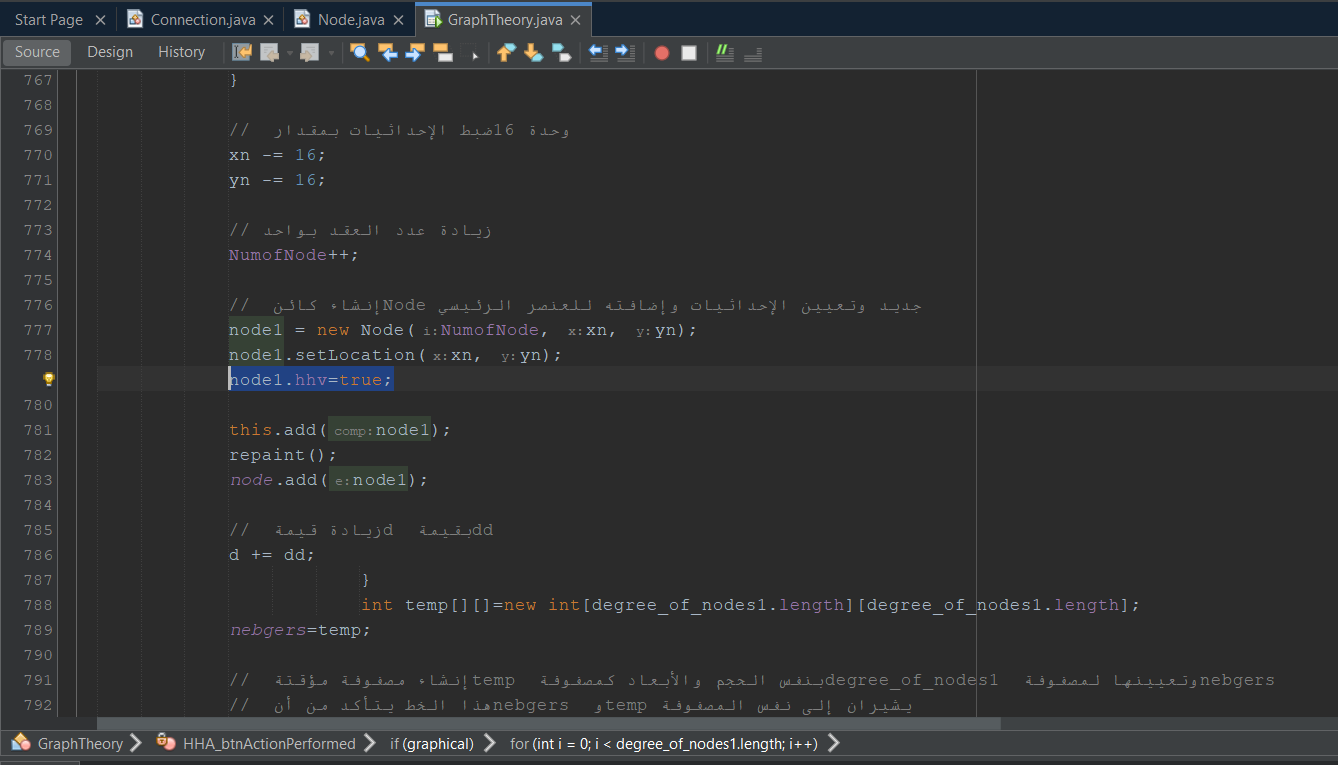 Start Page Connection.java Node.java GraphTheory.java
Source Design History
767 }
768
769 // ضبط الإحداثيات بمقدار 16 وحدة
770 xn -= 16;
771 yn -= 16;
772
773 // زيادة عدد العقد بواحد
774 NumofNode++;
775
776 // إنشاء كائن Node جديد وتعيين الإحداثيات وإضافته للعنصر الرئيسي
777 node1 = new Node( i:NumofNode, x:xn, y:yn);
778 node1.setLocation( x:xn, y:yn);
node1.hhv=true;
780
781 this.add( comp:node1);
782 repaint();
783 node.add( e:node1);
784
785 // زيادة قيمة d بقيمة dd
786 d += dd;
787 }
788 int temp[][]=new int[degree_of_nodes1.length][degree_of_nodes1.length];
789 nebgers=temp;
790
791 // إنشاء مصفوفة مؤقتة temp بنفس الحجم والأبعاد كمصفوفة degree_of_nodes1 وتعيينها لمصفوفة nebgers
792 // هذا الخط يتأكد من أن nebgers و temp يشيران إلى نفس المصفوفة
GraphTheory HHA_btnActionPerformed if (graphical) for (int i = 0; i < degree_of_nodes1.length; i++)